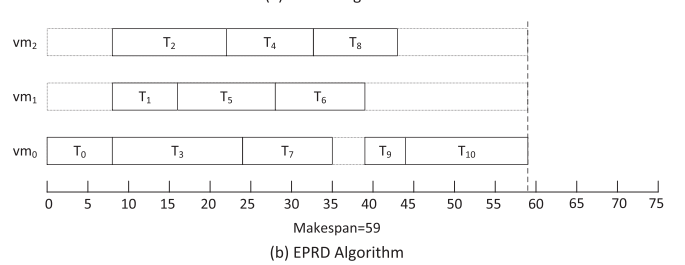 vm2 T2 T4 T8
vm1 T1 T5 T6
vm0 T0 T3 T7 T9 T10
0 5 10 15 20 25 30 35 40 45 50 55 60 65 70 75
Makespan=59
(b) EPRD Algorithm